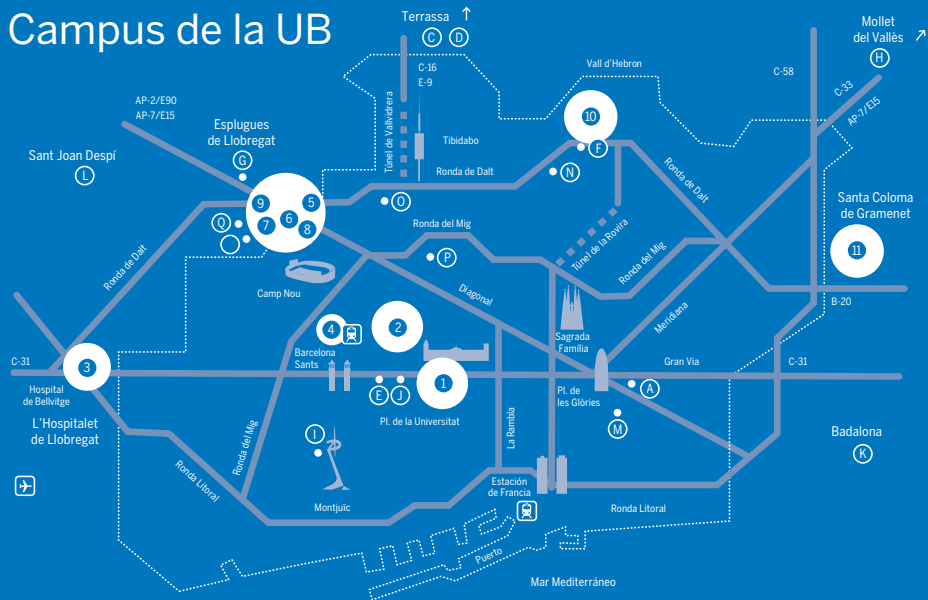 Campus de la UB
Terrassa ↑
C D
Mollet
del Vallès ↗
H
C-16
E-9
Vall d'Hebron
C-58
C-33
AP-7/E15
AP-2/E90
AP-7/E15
Túnel de Vallvidrera
Tibidabo
10
F
Esplugues
de Llobregat
G
Sant Joan Despí
L
Ronda de Dalt
N
Ronda de Dalt
O
Santa Coloma
de Gramenet
11
9 5
6
7 8
Q
Ronda del Mig
P
Túnel de la Rovira
Ronda del Mig
Ronda de Dalt
Camp Nou
Diagonal
Meridiana
B-20
4
2
Barcelona
Sants
Sagrada
Família
C-31
3
Hospital
de Bellvitge
L'Hospitalet
de Llobregat
1
E J
Pl. de la Universitat
Gran Via
C-31
A
Pl. de
les Glòries
M
La Rambla
Badalona
K
I
Ronda del Mig
Ronda Litoral
Montjuïc
Estación
de Francia
Ronda Litoral
Puerto
Mar Mediterráneo